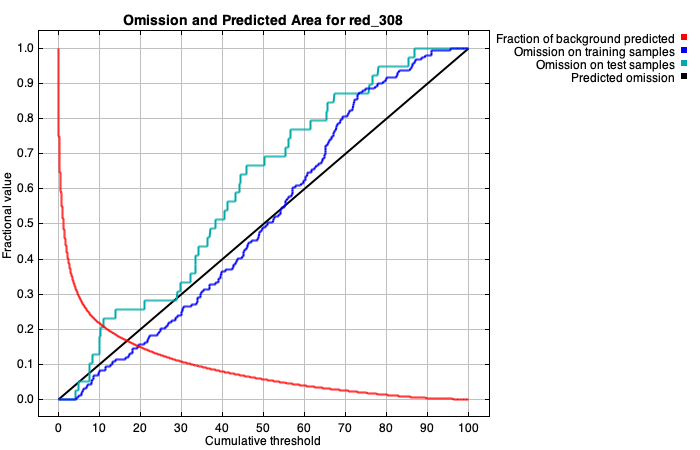 Omission and Predicted Area for red_308
Fraction of background predicted
Omission on training samples
Omission on test samples
Predicted omission
Fractional value
1.0
0.9
0.8
0.7
0.6
0.5
0.4
0.3
0.2
0.1
0.0
0 10 20 30 40 50 60 70 80 90 100
Cumulative threshold